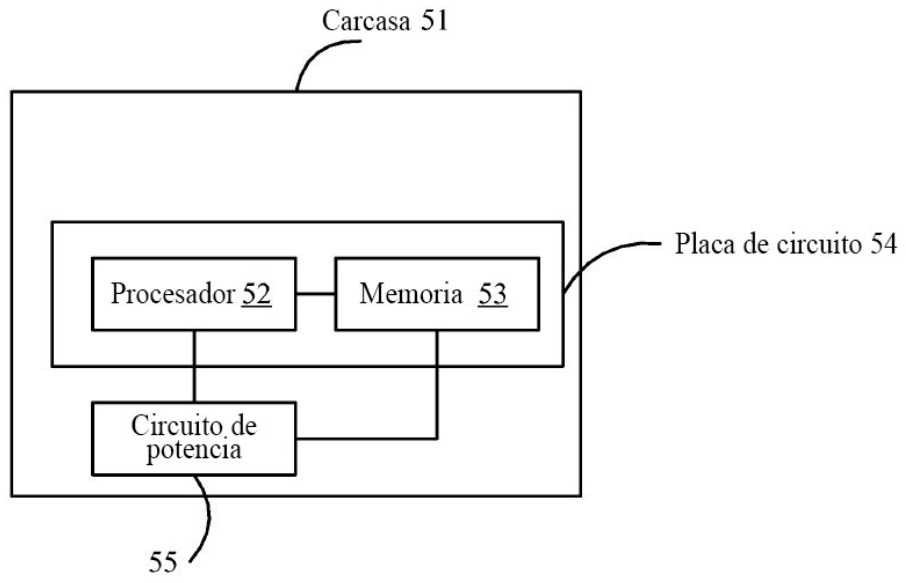 Carcasa 51
Placa de circuito 54
Procesador 52
Memoria 53
Circuito de
potencia
55